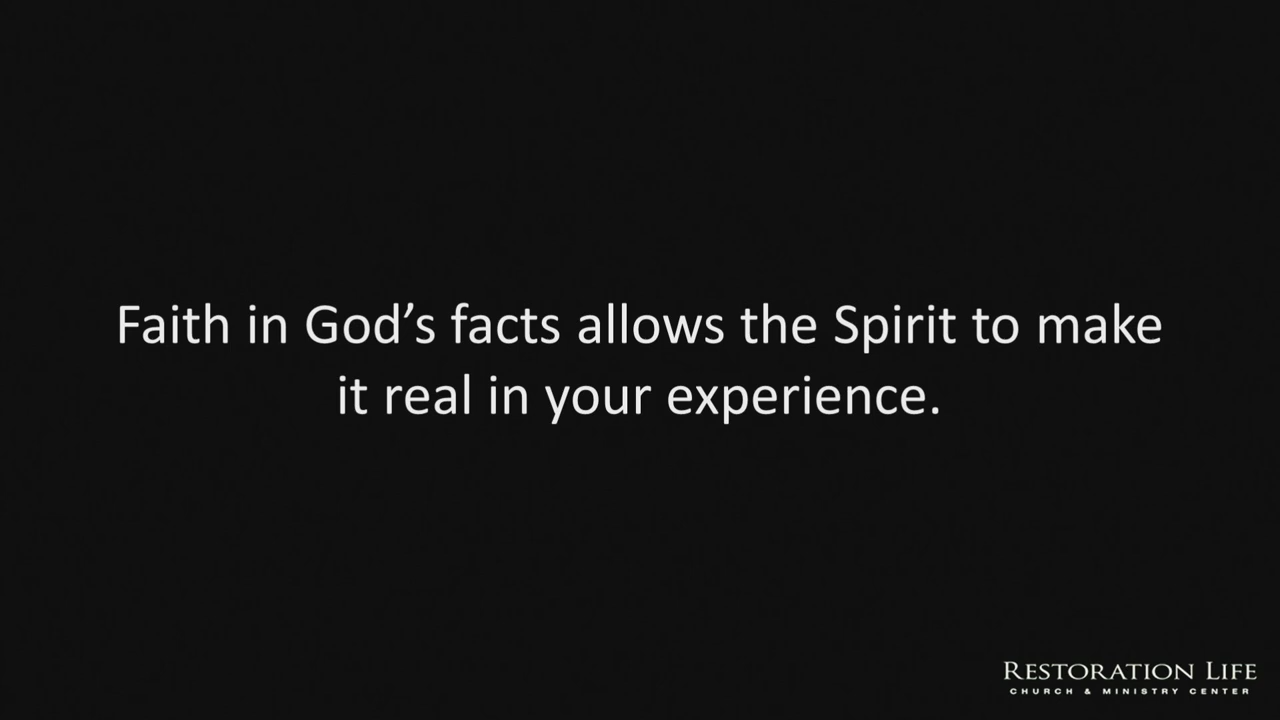 Faith in God’s facts allows the Spirit to make
it real in your experience.
RESTORATION LIFE
CHURCH & MINISTRY CENTER